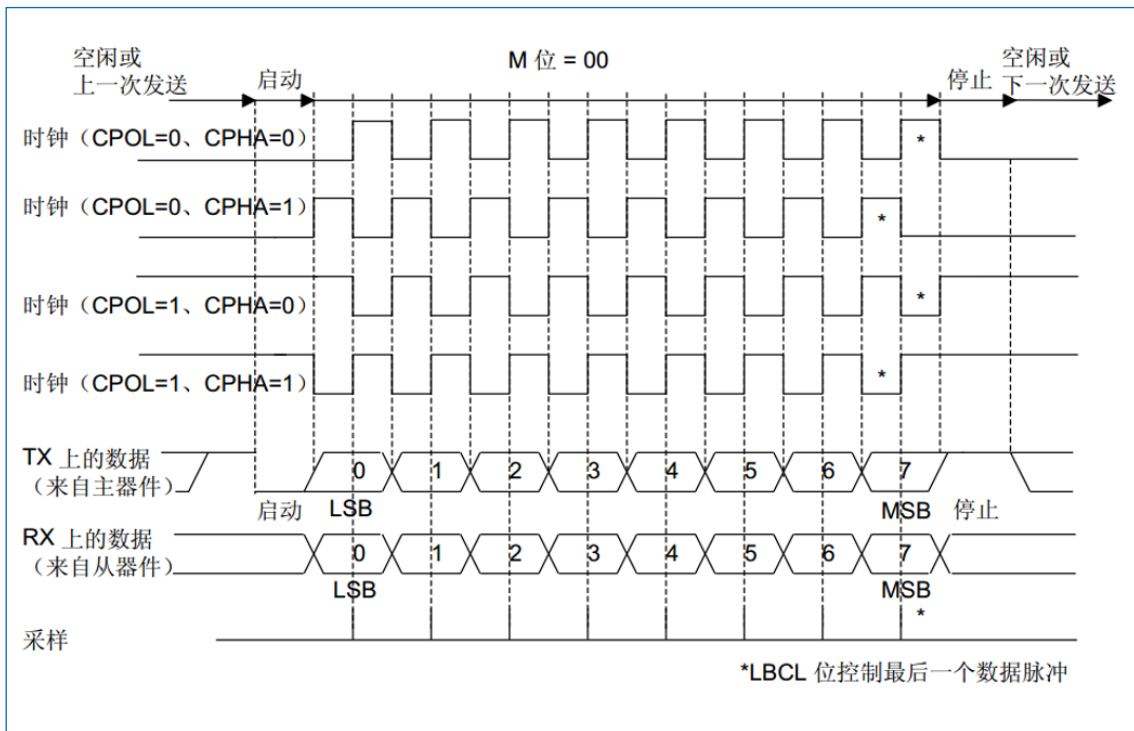 空闲或
上一次发送
启动
M 位 = 00
停止
空闲或
下一次发送
时钟（CPOL=0、CPHA=0）
*
时钟（CPOL=0、CPHA=1）
*
时钟（CPOL=1、CPHA=0）
*
时钟（CPOL=1、CPHA=1）
*
TX 上的数据
（来自主器件）
0 1 2 3 4 5 6 7
启动 LSB MSB 停止
RX 上的数据
（来自从器件）
0 1 2 3 4 5 6 7
LSB MSB
*
采样
*LBCL 位控制最后一个数据脉冲